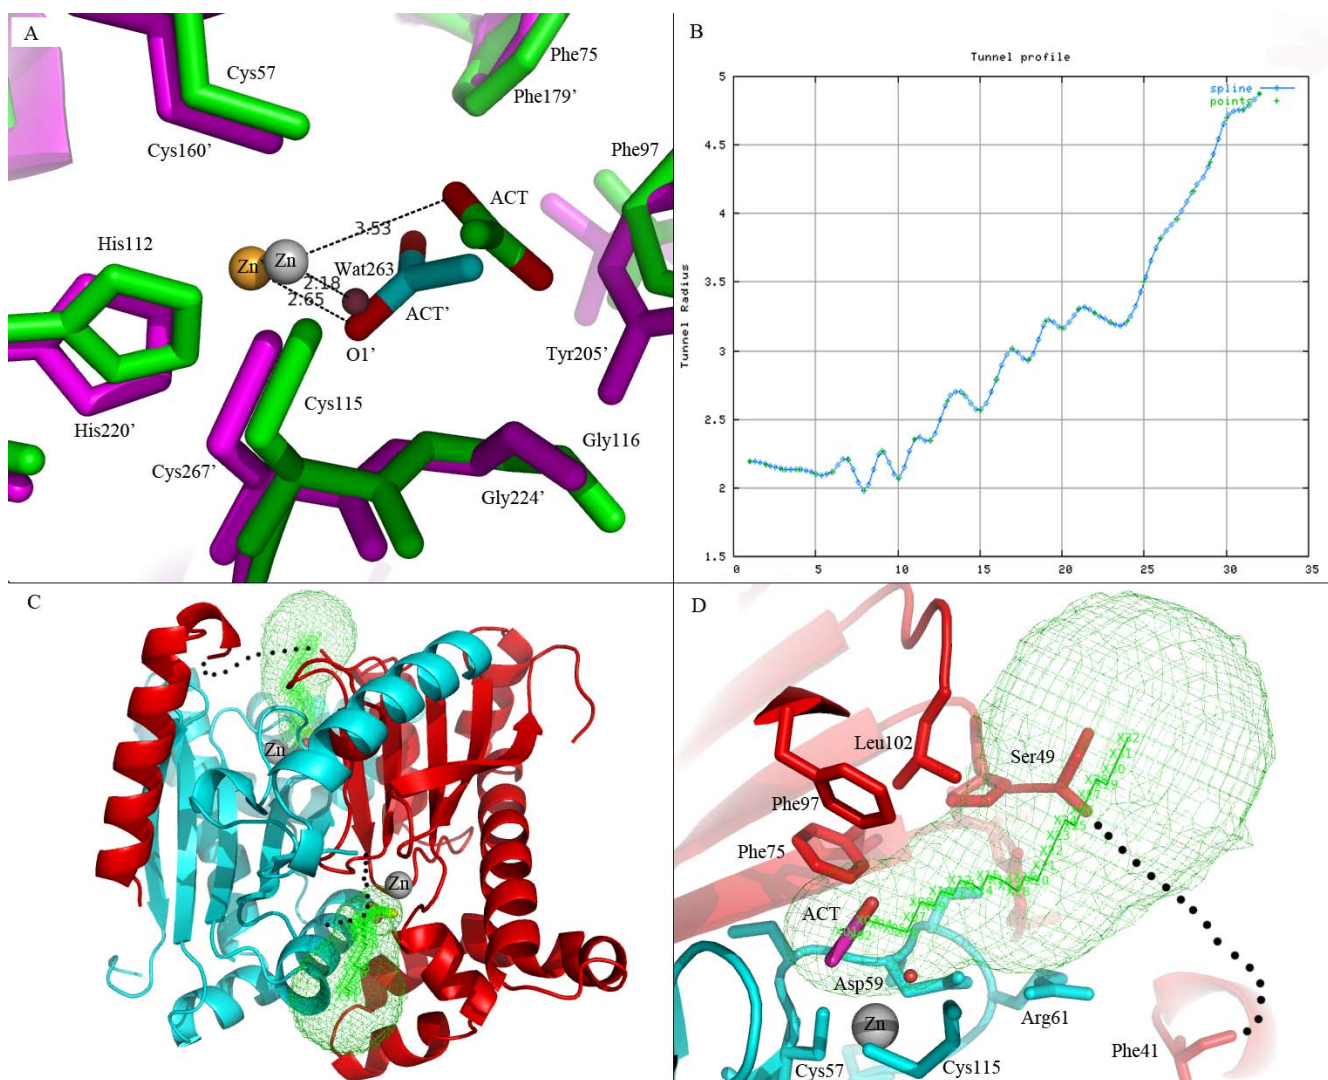 A
Cys57
Phe75
Phe179’
Cys160’
Phe97
ACT
3.53
His112
Zn’
Zn
Wat263
2.18
2.65
ACT’
O1’
Tyr205’
Cys115
His220’
Gly116
Cys267’
Gly224’
B
Tunnel profile
spline
points
5
4.5
4
3.5
3
2.5
2
1.5
Tunnel Radius
0 5 10 15 20 25 30 35
C
Zn
Zn
D
Leu102
Ser49
Phe97
Phe75
ACT
Asp59
Arg61
Zn
Phe41
Cys57
Cys115